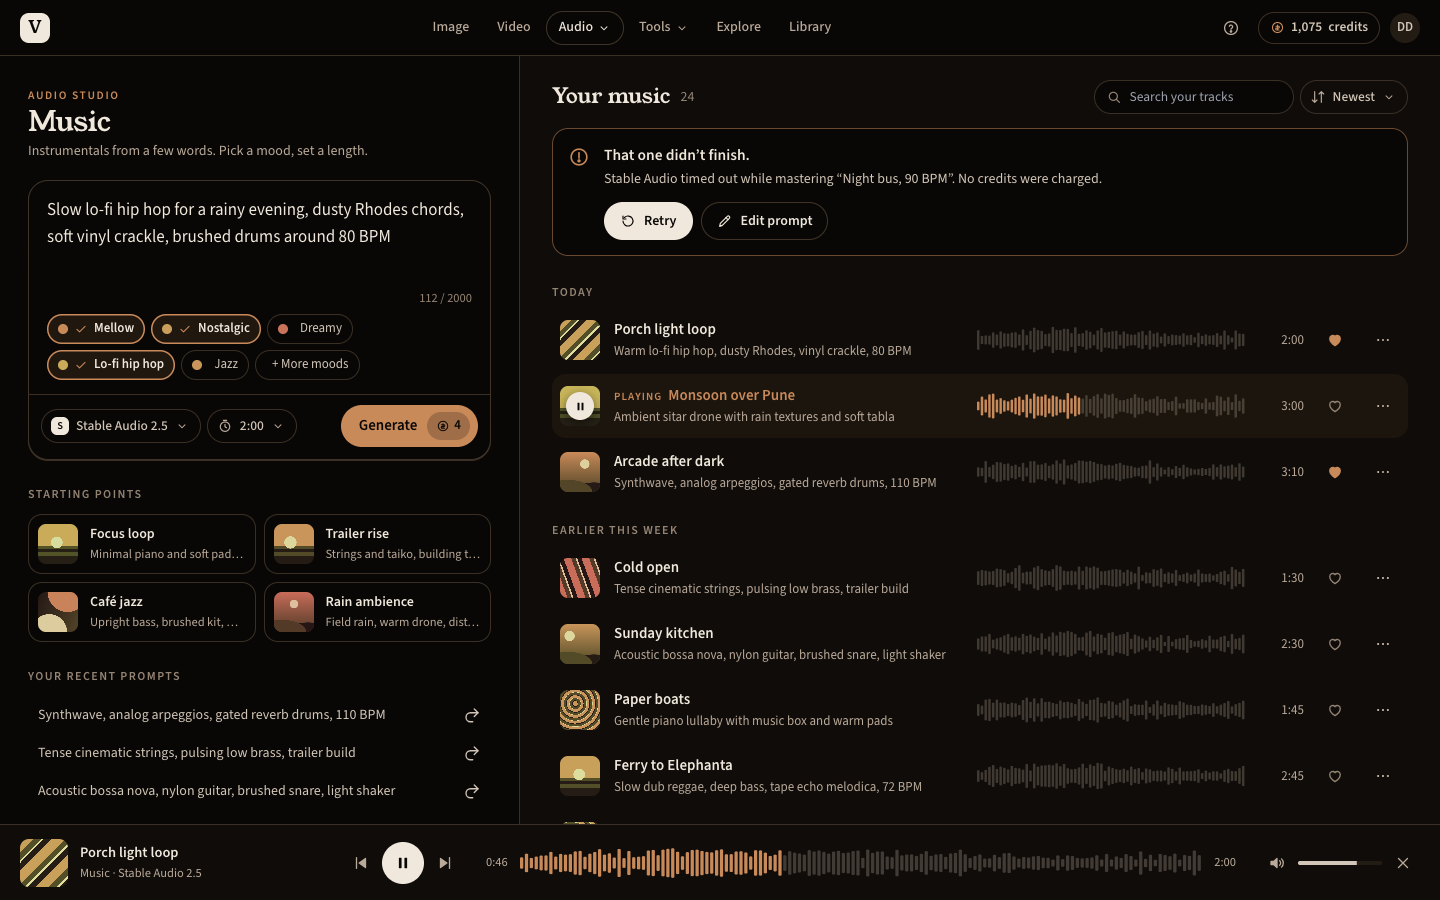 V
Image
Video
Audio
Tools
Explore
Library
1,075 credits
DD
AUDIO STUDIO
Music
Instrumentals from a few words. Pick a mood, set a length.
Slow lo-fi hip hop for a rainy evening, dusty Rhodes chords,
soft vinyl crackle, brushed drums around 80 BPM
112 / 2000
Mellow
Nostalgic
Dreamy
Lo-fi hip hop
Jazz
+ More moods
S
Stable Audio 2.5
2:00
Generate
4
STARTING POINTS
Focus loop
Minimal piano and soft pad…
Trailer rise
Strings and taiko, building t…
Café jazz
Upright bass, brushed kit, …
Rain ambience
Field rain, warm drone, dist…
YOUR RECENT PROMPTS
Synthwave, analog arpeggios, gated reverb drums, 110 BPM
Tense cinematic strings, pulsing low brass, trailer build
Acoustic bossa nova, nylon guitar, brushed snare, light shaker
Your music 24
Search your tracks
Newest
That one didn’t finish.
Stable Audio timed out while mastering “Night bus, 90 BPM”. No credits were charged.
Retry
Edit prompt
TODAY
Porch light loop
Warm lo-fi hip hop, dusty Rhodes, vinyl crackle, 80 BPM
2:00
PLAYING Monsoon over Pune
Ambient sitar drone with rain textures and soft tabla
3:00
Arcade after dark
Synthwave, analog arpeggios, gated reverb drums, 110 BPM
3:10
EARLIER THIS WEEK
Cold open
Tense cinematic strings, pulsing low brass, trailer build
1:30
Sunday kitchen
Acoustic bossa nova, nylon guitar, brushed snare, light shaker
2:30
Paper boats
Gentle piano lullaby with music box and warm pads
1:45
Ferry to Elephanta
Slow dub reggae, deep bass, tape echo melodica, 72 BPM
2:45
Porch light loop
Music · Stable Audio 2.5
0:46
2:00